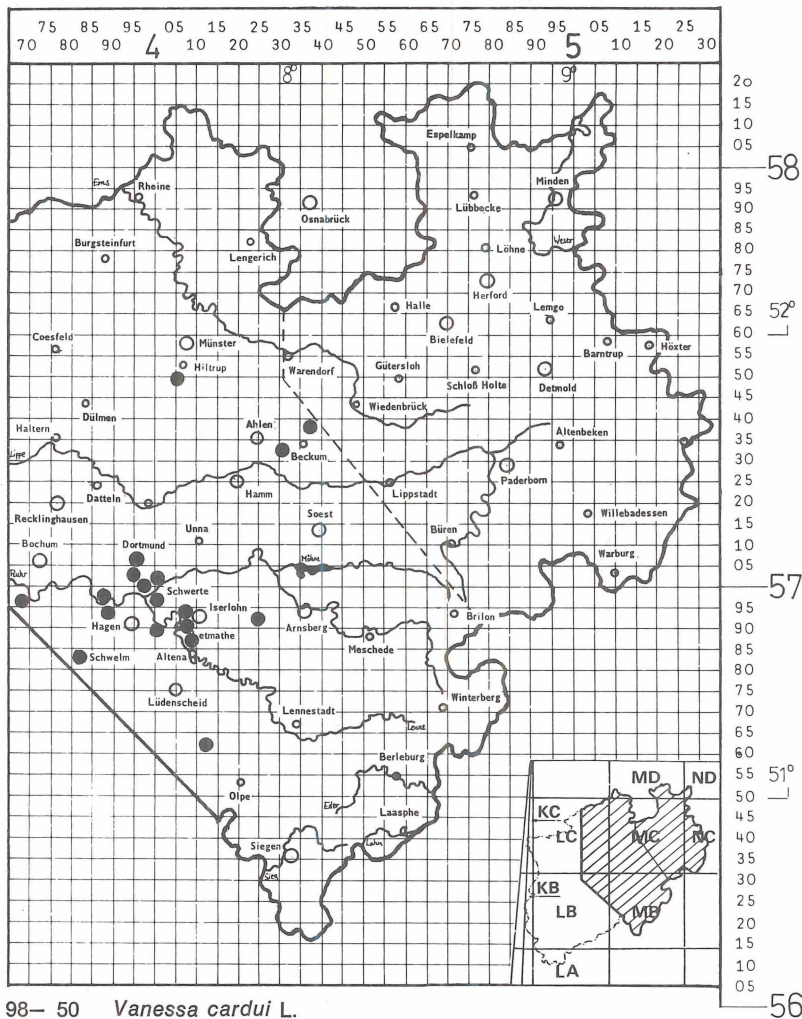 75 85 95 4 05 15 25 35 45 55 65 75 85 95 5 05 15 25
70 80 90 10 20 30 40 50 60 70 80 90 10 20 30
8° 9°
20
15
10
Espelkamp 05
58
Ems Rheine Minden 95
Osnabrück Lübbecke 90
85
Burgsteinfurt Lengerich Löhne Weser 80
75
Herford 70
Halle Lemgo 65
52°
Münster Bielefeld Barntrup Höxter 60
Coesfeld Hiltrup Warendorf Gütersloh Schloß Holte Detmold 55
50
Dülmen Wiedenbrück 45
Haltern Ahlen Altenbeken 40
Lippe Beckum 35
Paderborn 30
Datteln Hamm Lippstadt 25
Recklinghausen Soest Willebadessen 20
15
Unna Büren 10
Bochum Dortmund Möhne Warburg 05
57
Ruhr Schwerte
Iserlohn Brilon 95
Hagen etmathe Arnsberg 90
Schwelm Altena Meschede 85
80
Lüdenscheid Winterberg 75
Lennestadt Lenne 70
65
Berleburg 60
51°
Olpe Eder 55
MD ND 50
Laasphe KC 45
Siegen Lahn LC MC NC 40
Sieg 35
KB 30
25
LB MB 20
15
LA 10
05
98– 50 Vanessa cardui L.
56